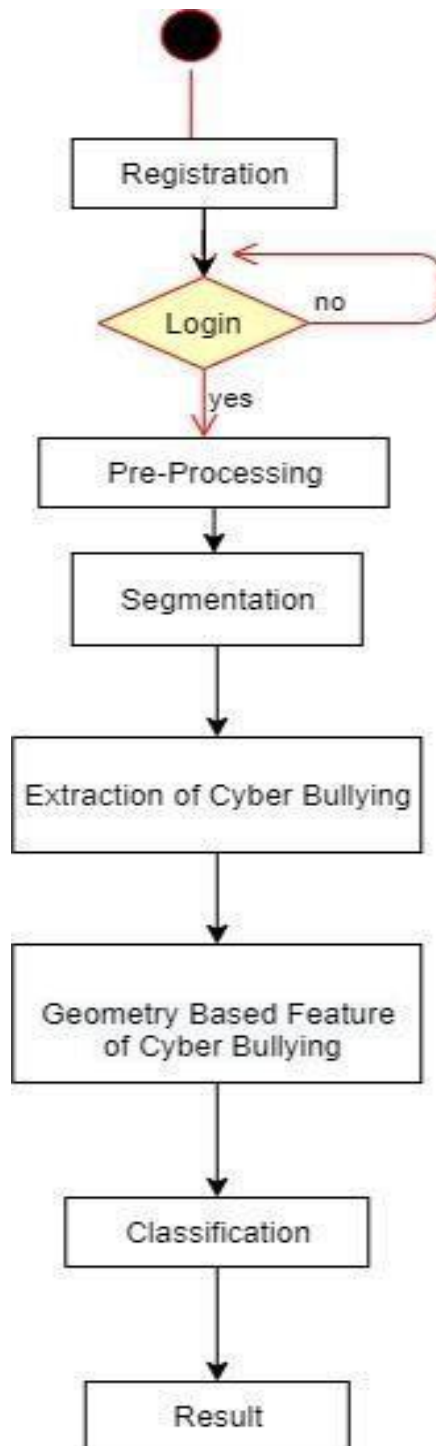 Registration
Login
no
yes
Pre-Processing
Segmentation
Extraction of Cyber Bullying
Geometry Based Feature
of Cyber Bullying
Classification
Result